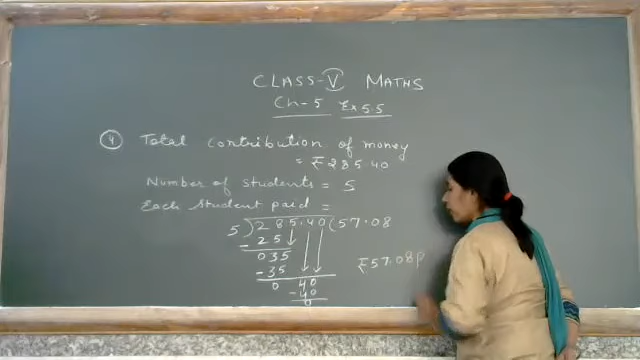 CLASS-V MATHS
Ch-5 Ex 5.5
4 Total contribution of money
= ₹285.40
Number of students = 5
Each student paid =
5)285.40(57.08
-25
035
-35
0 40
-40
0
₹57.08p